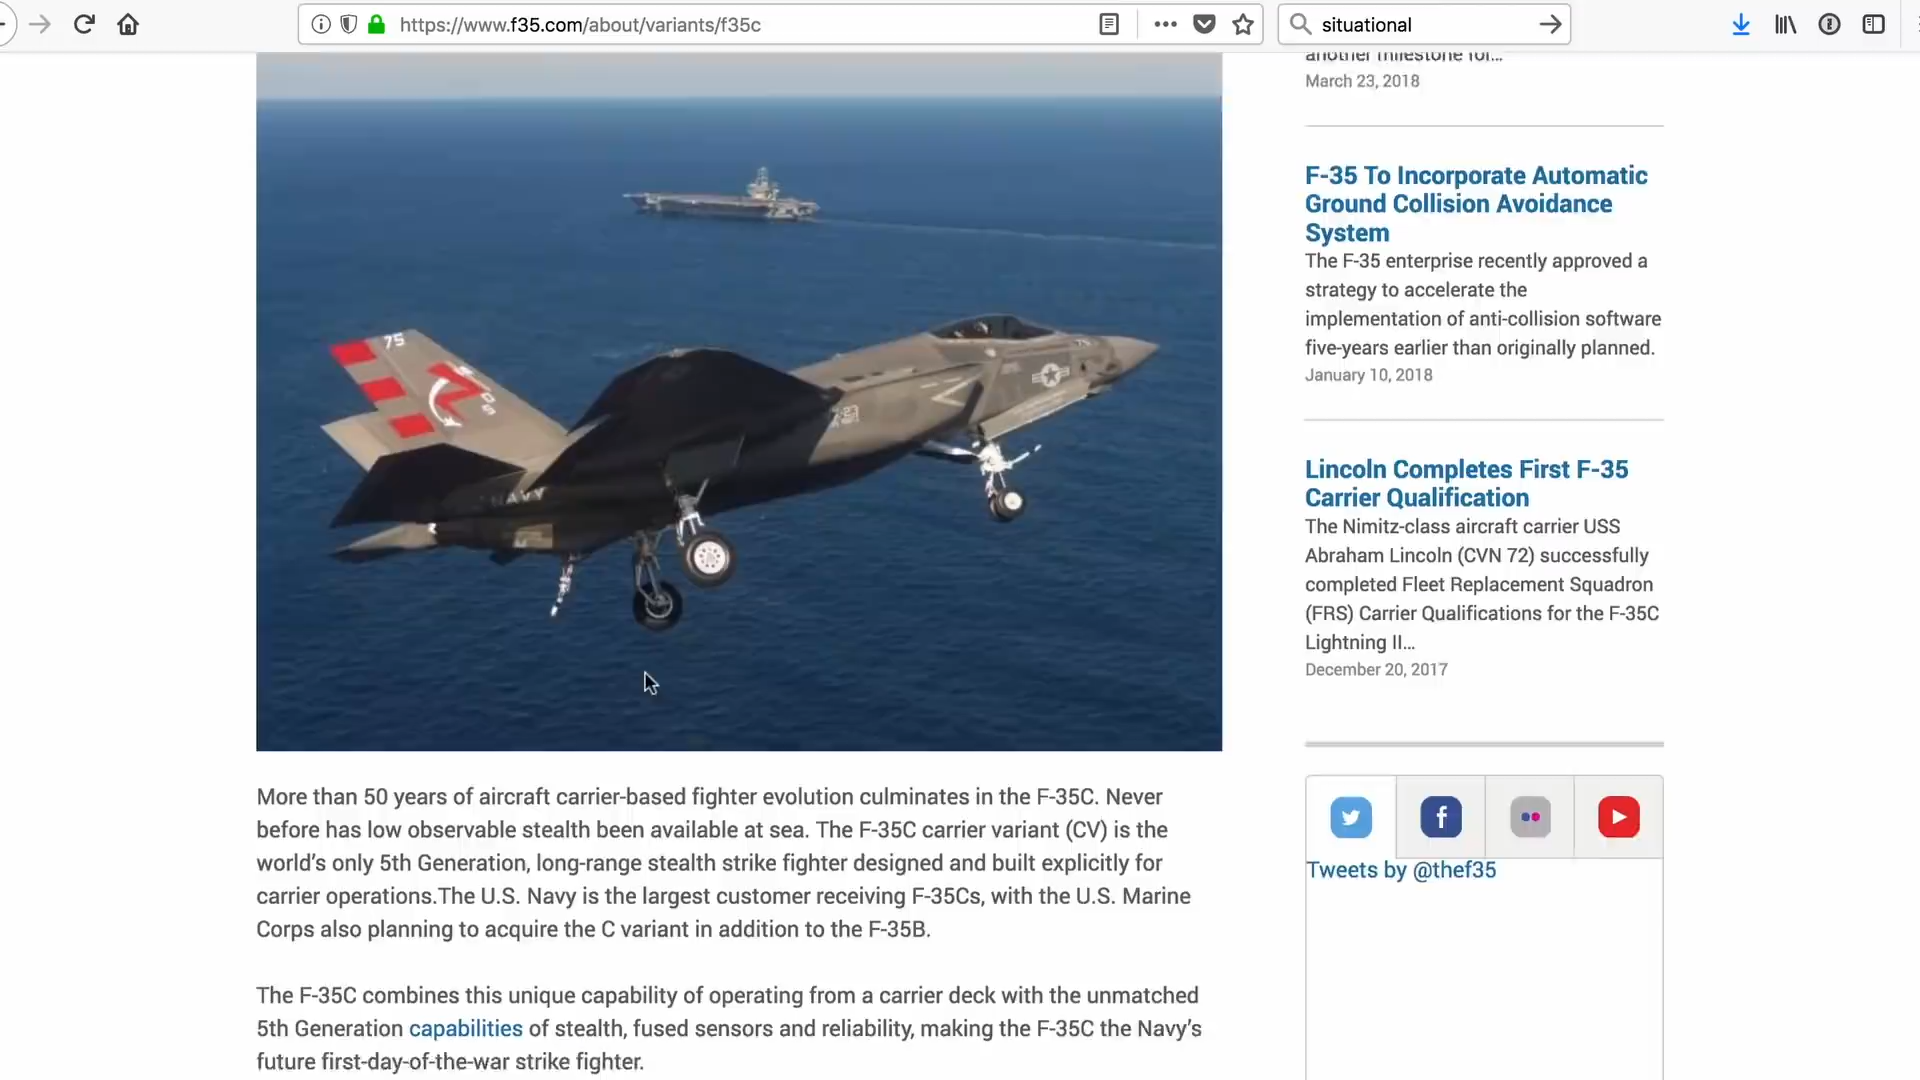 https://www.f35.com/about/variants/f35c
situational
75
NAVY
More than 50 years of aircraft carrier-based fighter evolution culminates in the F-35C. Never
before has low observable stealth been available at sea. The F-35C carrier variant (CV) is the
world’s only 5th Generation, long-range stealth strike fighter designed and built explicitly for
carrier operations.The U.S. Navy is the largest customer receiving F-35Cs, with the U.S. Marine
Corps also planning to acquire the C variant in addition to the F-35B.
The F-35C combines this unique capability of operating from a carrier deck with the unmatched
5th Generation capabilities of stealth, fused sensors and reliability, making the F-35C the Navy’s
future first-day-of-the-war strike fighter.
another milestone for...
March 23, 2018
F-35 To Incorporate Automatic
Ground Collision Avoidance
System
The F-35 enterprise recently approved a
strategy to accelerate the
implementation of anti-collision software
five-years earlier than originally planned.
January 10, 2018
Lincoln Completes First F-35
Carrier Qualification
The Nimitz-class aircraft carrier USS
Abraham Lincoln (CVN 72) successfully
completed Fleet Replacement Squadron
(FRS) Carrier Qualifications for the F-35C
Lightning II...
December 20, 2017
Tweets by @thef35